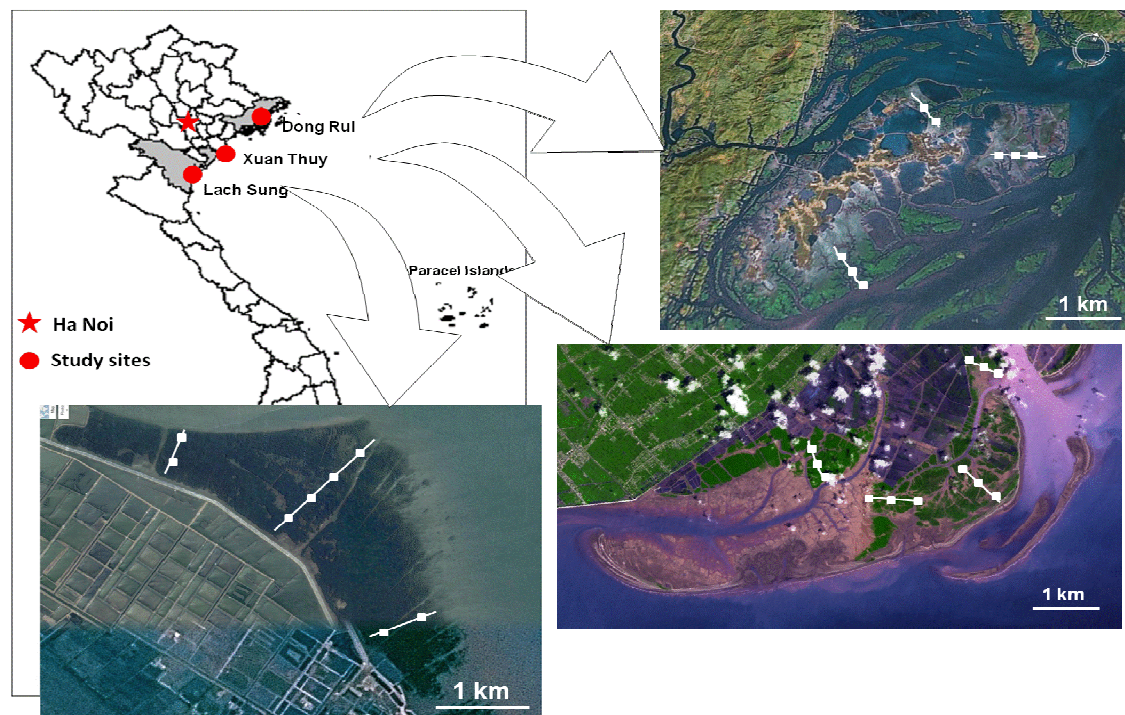 Dong Rui
Xuan Thuy
Lach Sung
Paracel Islands
Ha Noi
Study sites
1 km
1 km
1 km